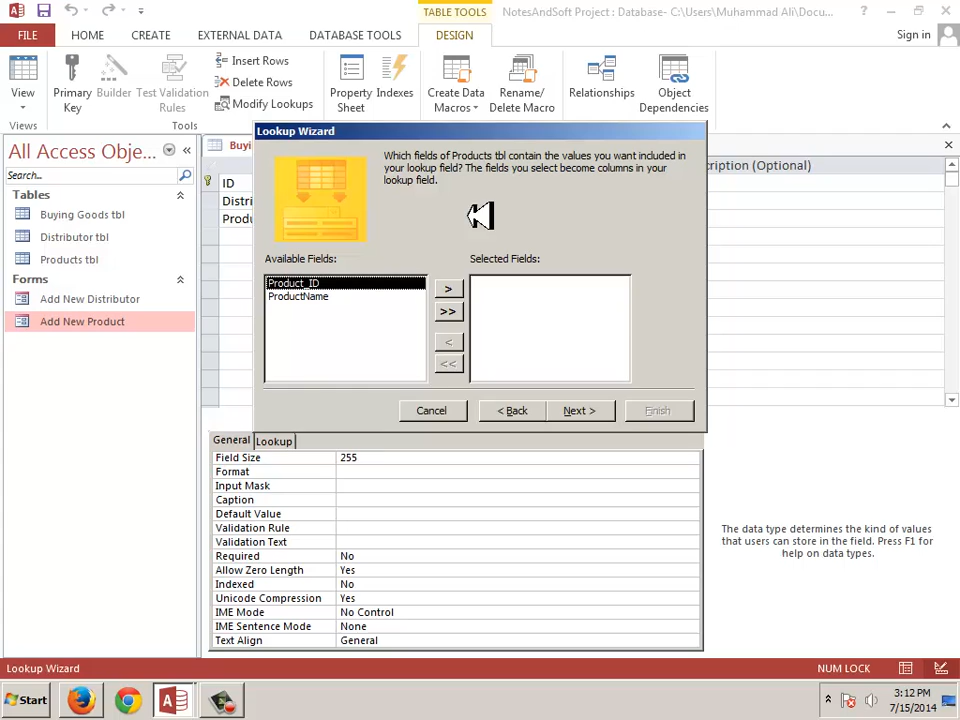 TABLE TOOLS
NotesAndSoft Project : Database- C:\Users\Muhammad Ali\Docu...
?
FILE
HOME
CREATE
EXTERNAL DATA
DATABASE TOOLS
DESIGN
Sign in
View
Primary Key
Builder
Test Validation Rules
Insert Rows
Delete Rows
Modify Lookups
Property Sheet
Indexes
Create Data Macros
Rename/ Delete Macro
Relationships
Object Dependencies
Views
Tools
All Access Obje...
Search...
Tables
Buying Goods tbl
Distributor tbl
Products tbl
Forms
Add New Distributor
Add New Product
Buyi
ription (Optional)
ID
Distri
Produ
Lookup Wizard
Which fields of Products tbl contain the values you want included in
your lookup field? The fields you select become columns in your
lookup field.
Available Fields:
Selected Fields:
Product_ID
ProductName
>
>>
<
<<
Cancel
< Back
Next >
Finish
General
Lookup
Field Size 255
Format
Input Mask
Caption
Default Value
Validation Rule
Validation Text
Required No
Allow Zero Length Yes
Indexed No
Unicode Compression Yes
IME Mode No Control
IME Sentence Mode None
Text Align General
The data type determines the kind of values
that users can store in the field. Press F1 for
help on data types.
Lookup Wizard
NUM LOCK
Start
3:12 PM
7/15/2014